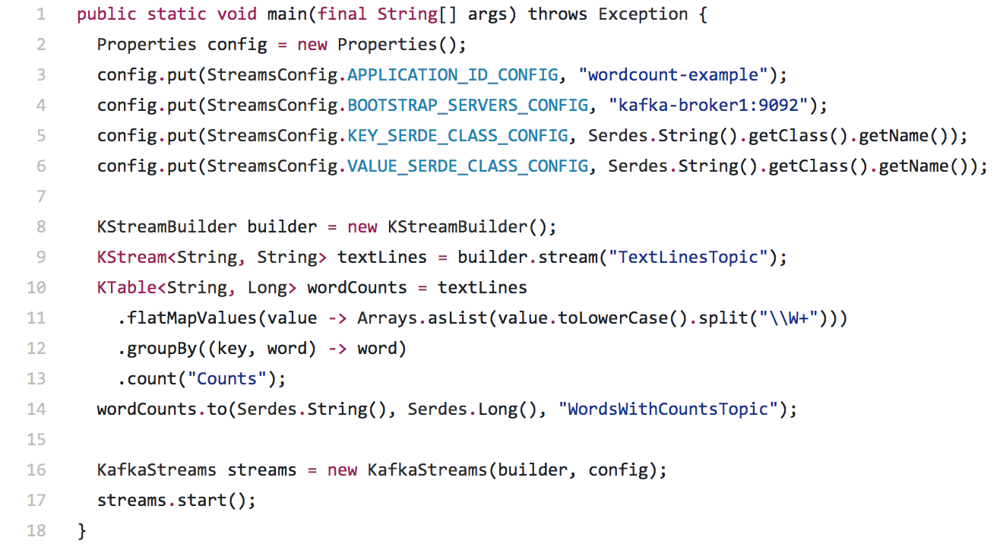 1 public static void main(final String[] args) throws Exception {
2 Properties config = new Properties();
3 config.put(StreamsConfig.APPLICATION_ID_CONFIG, "wordcount-example");
4 config.put(StreamsConfig.BOOTSTRAP_SERVERS_CONFIG, "kafka-broker1:9092");
5 config.put(StreamsConfig.KEY_SERDE_CLASS_CONFIG, Serdes.String().getClass().getName());
6 config.put(StreamsConfig.VALUE_SERDE_CLASS_CONFIG, Serdes.String().getClass().getName());
7
8 KStreamBuilder builder = new KStreamBuilder();
9 KStream<String, String> textLines = builder.stream("TextLinesTopic");
10 KTable<String, Long> wordCounts = textLines
11 .flatMapValues(value -> Arrays.asList(value.toLowerCase().split("\\W+")))
12 .groupBy((key, word) -> word)
13 .count("Counts");
14 wordCounts.to(Serdes.String(), Serdes.Long(), "WordsWithCountsTopic");
15
16 KafkaStreams streams = new KafkaStreams(builder, config);
17 streams.start();
18 }